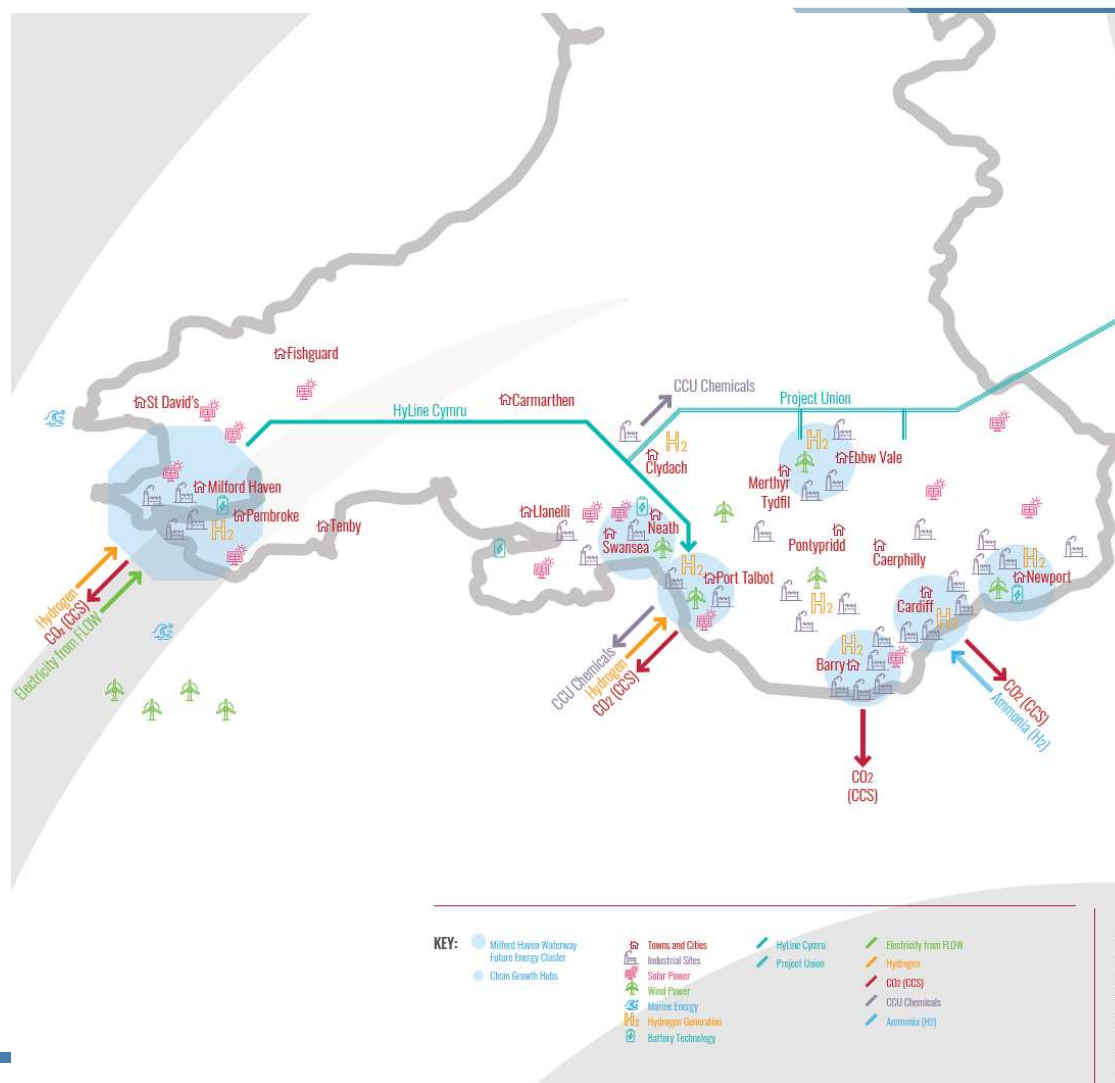 Fishguard
St David's
Carmarthen
HyLine Cymru
CCU Chemicals
Project Union
H2
Clydach
H2
Ebbw Vale
Merthyr
Tydfil
Milford Haven
Pembroke
H2
Tenby
Llanelli
Neath
Swansea
Pontypridd
Caerphilly
H2
Port Talbot
H2
Newport
H2
Cardiff
H2
H2
Barry
Hydrogen
CO2 (CCS)
Electricity from FLOW
CCU Chemicals
Hydrogen
CO2 (CCS)
CO2 (CCS)
Ammonia (H2)
CO2
(CCS)
KEY:
Milford Haven Waterway
Future Energy Cluster
Clean Growth Hubs
Towns and Cities
Industrial Sites
Solar Power
Wind Power
Marine Energy
H2 Hydrogen Generation
Battery Technology
HyLine Cymru
Project Union
Electricity from FLOW
Hydrogen
CO2 (CCS)
CCU Chemicals
Ammonia (H2)